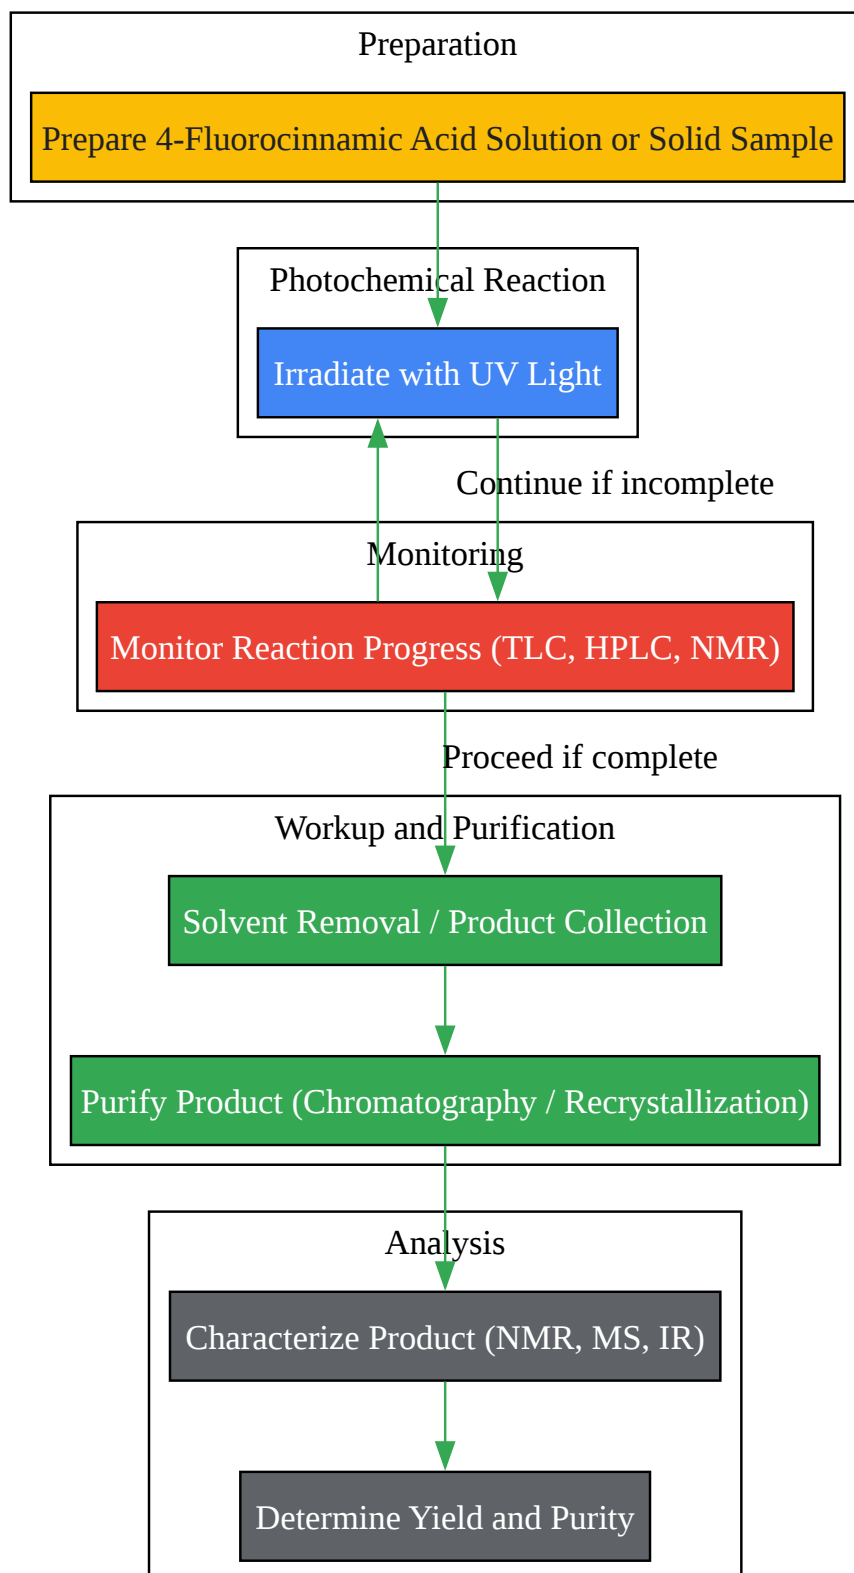 Preparation
Prepare 4-Fluorocinnamic Acid Solution or Solid Sample
Photochemical Reaction
Irradiate with UV Light
Continue if incomplete
Monitoring
Monitor Reaction Progress (TLC, HPLC, NMR)
Proceed if complete
Workup and Purification
Solvent Removal / Product Collection
Purify Product (Chromatography / Recrystallization)
Analysis
Characterize Product (NMR, MS, IR)
Determine Yield and Purity